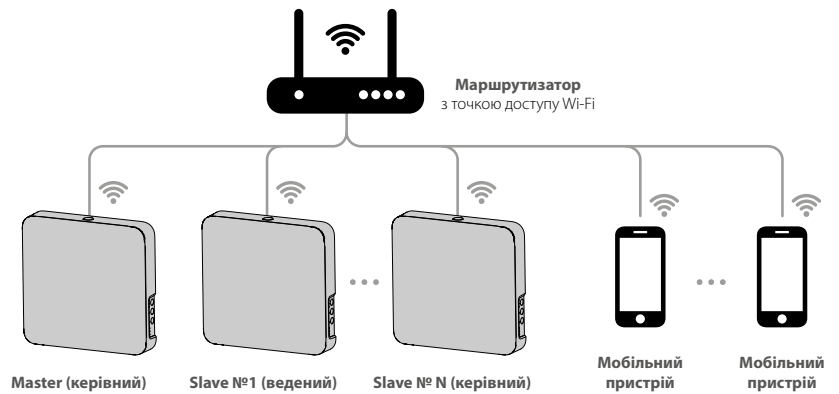 Маршрутизатор
з точкою доступу Wi-Fi
Master (керівний)
Slave №1 (ведений)
Slave № N (керівний)
Мобільний
пристрій
Мобільний
пристрій